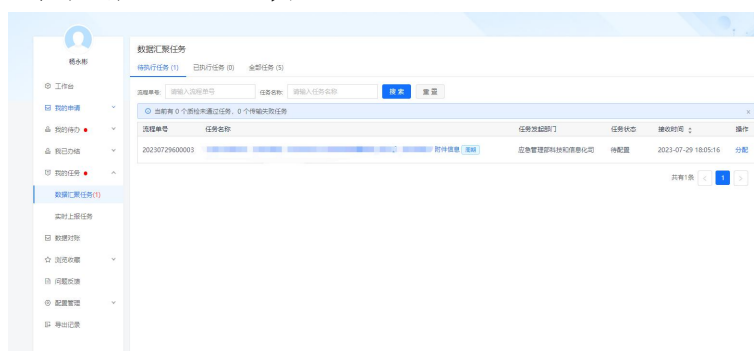 杨永彬
工作台
我的申请
我的待办
我已办结
我的任务
数据汇聚任务(1)
实时上报任务
数据对账
浏览收藏
问题反馈
配置管理
导出记录
数据汇聚任务
待执行任务 (1) 已执行任务 (0) 全部任务 (5)
流程单号: 请输入流程单号 任务名称: 请输入任务名称 搜索 重置
当前有 0 个质检未通过任务、0 个传输失败任务
流程单号 任务名称 任务发起部门 任务状态 接收时间 操作
20230729600003 附件信息 应急管理部科技和信息化司 待配置 2023-07-29 18:05:16 分配
共有1条 < 1 >